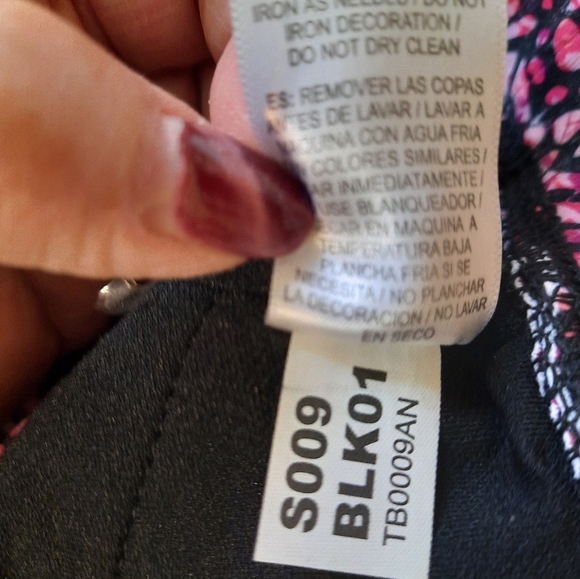 IRON AS NEEDED / DO NOT
IRON DECORATION /
DO NOT DRY CLEAN
ES: REMOVER LAS COPAS
ANTES DE LAVAR / LAVAR A
MAQUINA CON AGUA FRIA
COLORES SIMILARES /
INMEDIATAMENTE /
BLANQUEADOR /
EN MAQUINA A
TEMPERATURA BAJA
PLANCHA FRIA SI SE
NECESITA / NO PLANCHAR
LA DECORACION / NO LAVAR
EN SECO
S009
BLK01
TB0009AN